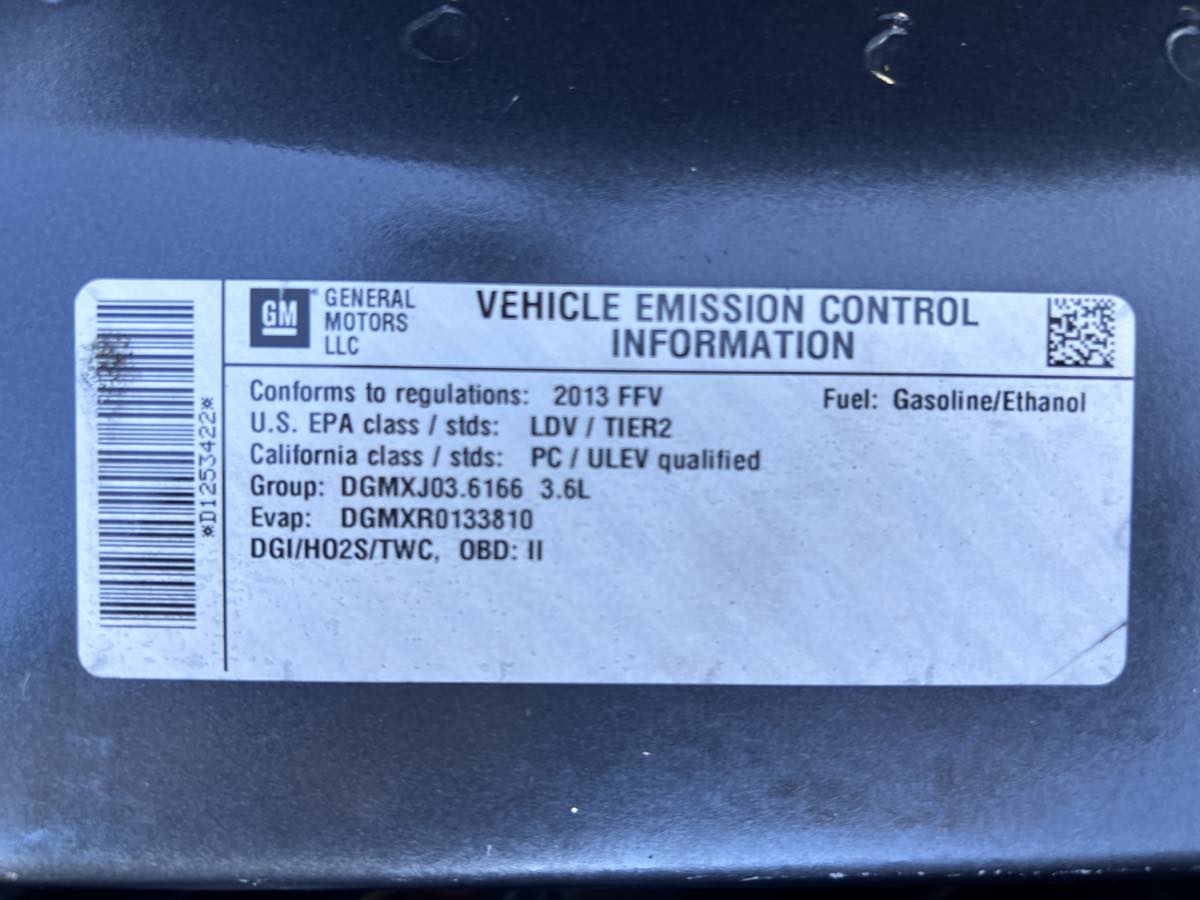 *D1253422*
GM GENERAL
MOTORS
LLC
VEHICLE EMISSION CONTROL
INFORMATION
Conforms to regulations: 2013 FFV Fuel: Gasoline/Ethanol
U.S. EPA class / stds: LDV / TIER2
California class / stds: PC / ULEV qualified
Group: DGMXJ03.6166 3.6L
Evap: DGMXR0133810
DGI/HO2S/TWC, OBD: II